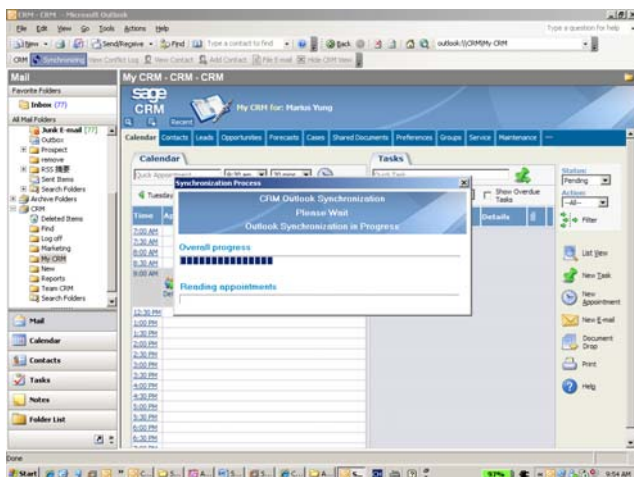 CRM - CRM - Microsoft Outlook
File Edit View Go Tools Actions Help
Type a question for help
New Send/Receive Find Type a contact to find Back outlook:\\CRM\My CRM
CRM Synchronizing View Conflict Log New Contact Add Contact File E-mail Hide CRM View
Mail
Favorite Folders
Inbox (77)
All Mail Folders
Junk E-mail [77]
Outbox
Prospect
remove
RSS 摘要
Sent Items
Search Folders
Archive Folders
CRM
Deleted Items
Find
Log off
Marketing
My CRM
New
Reports
Team CRM
Search Folders
Mail
Calendar
Contacts
Tasks
Notes
Folder List
My CRM - CRM - CRM
sage
CRM
My CRM for: Marius Yong
Recent
Calendar Contacts Leads Opportunities Forecasts Cases Shared Documents Preferences Groups Service Maintenance
Calendar
Tasks
Quick Appointment
Quick Task
Tuesday
Show Overdue
Tasks
Time
Details
7:00 AM
7:30 AM
8:00 AM
8:30 AM
9:00 AM
12:30 PM
1:00 PM
1:30 PM
2:00 PM
2:30 PM
3:00 PM
3:30 PM
4:00 PM
4:30 PM
5:00 PM
5:30 PM
6:00 PM
6:30 PM
Synchronization Process
CRM Outlook Synchronization
Please Wait
Outlook Synchronization in Progress
Overall progress
Reading appointments
Status:
Pending
Action:
--All--
Filter
List View
New Task
New
Appointment
New E-mail
Document
Drop
Print
Help
Done
Start
97%
9:54 AM